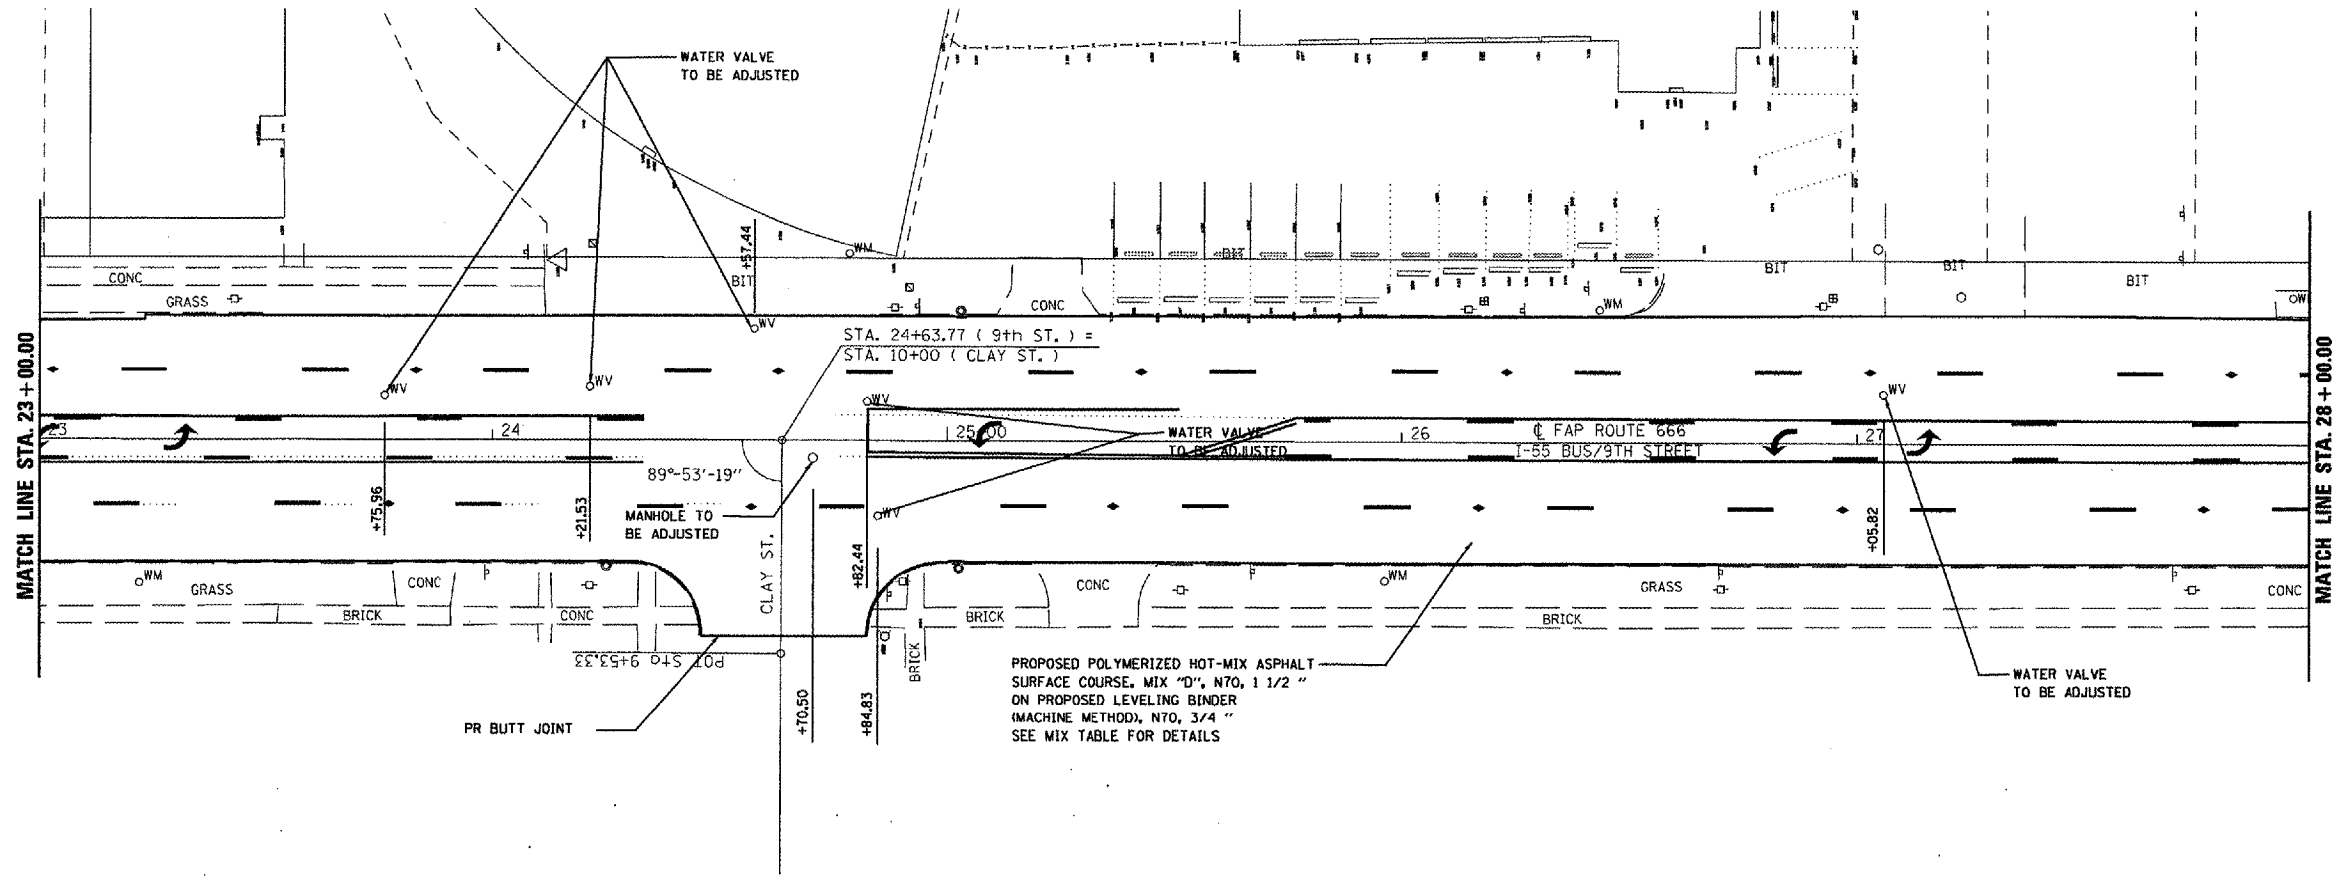 WATER VALVE
TO BE ADJUSTED
+57.44
WM
CONC
BIT
BIT
BIT
BIT
BIT
GRASS
CONC
WM
WV
STA. 24+63.77 ( 9th ST. ) =
STA. 10+00 ( CLAY ST. )
MATCH LINE STA. 23+00.00
MATCH LINE STA. 28+00.00
WV
WV
WV
WV
23
24
25+00
26
27
WATER VALVE
TO BE ADJUSTED
℄ FAP ROUTE 666
I-55 BUS/9TH STREET
89°-53'-19"
+75.96
+21.53
WV
MANHOLE TO
BE ADJUSTED
CLAY ST.
+82.44
+05.82
WM
GRASS
CONC
CONC
WM
GRASS
CONC
BRICK
CONC
BRICK
BRICK
BRICK
POT Sta 9+53.33
+70.50
+84.83
PR BUTT JOINT
PROPOSED POLYMERIZED HOT-MIX ASPHALT
SURFACE COURSE, MIX "D", N70, 1 1/2 "
ON PROPOSED LEVELING BINDER
(MACHINE METHOD), N70, 3/4 "
SEE MIX TABLE FOR DETAILS
WATER VALVE
TO BE ADJUSTED